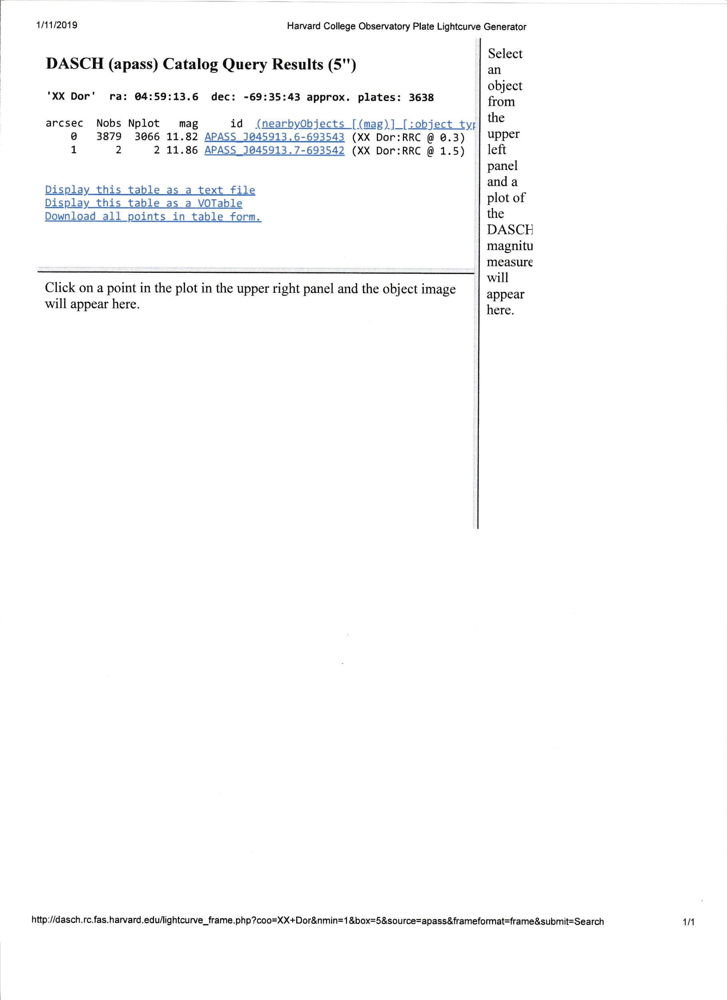 1/11/2019
Harvard College Observatory Plate Lightcurve Generator
DASCH (apass) Catalog Query Results (5")
'XX Dor' ra: 04:59:13.6 dec: -69:35:43 approx. plates: 3638
arcsec Nobs Nplot mag id (nearbyObjects [(mag)] [:object typ
0 3879 3066 11.82 APASS_J045913.6-693543 (XX Dor:RRC @ 0.3)
1 2 2 11.86 APASS_J045913.7-693542 (XX Dor:RRC @ 1.5)
Display this table as a text file
Display this table as a VOTable
Download all points in table form.
Click on a point in the plot in the upper right panel and the object image
will appear here.
Select
an
object
from
the
upper
left
panel
and a
plot of
the
DASCH
magnitu
measure
will
appear
here.
http://dasch.rc.fas.harvard.edu/lightcurve_frame.php?coo=XX+Dor&nmin=1&box=5&source=apass&frameformat=frame&submit=Search
1/1